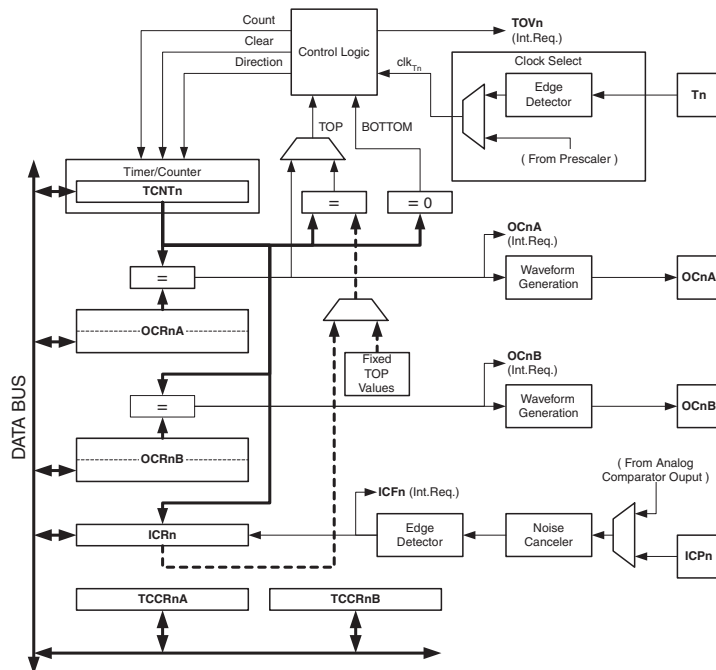 Count
Clear
Direction
Control Logic
TOVn
(Int.Req.)
clkTn
Clock Select
Edge
Detector
Tn
( From Prescaler )
TOP
BOTTOM
Timer/Counter
TCNTn
=
= 0
=
OCnA
(Int.Req.)
Waveform
Generation
OCnA
OCRnA
Fixed
TOP
Values
DATA BUS
=
OCnB
(Int.Req.)
Waveform
Generation
OCnB
OCRnB
( From Analog
Comparator Ouput )
ICFn (Int.Req.)
ICRn
Edge
Detector
Noise
Canceler
ICPn
TCCRnA
TCCRnB